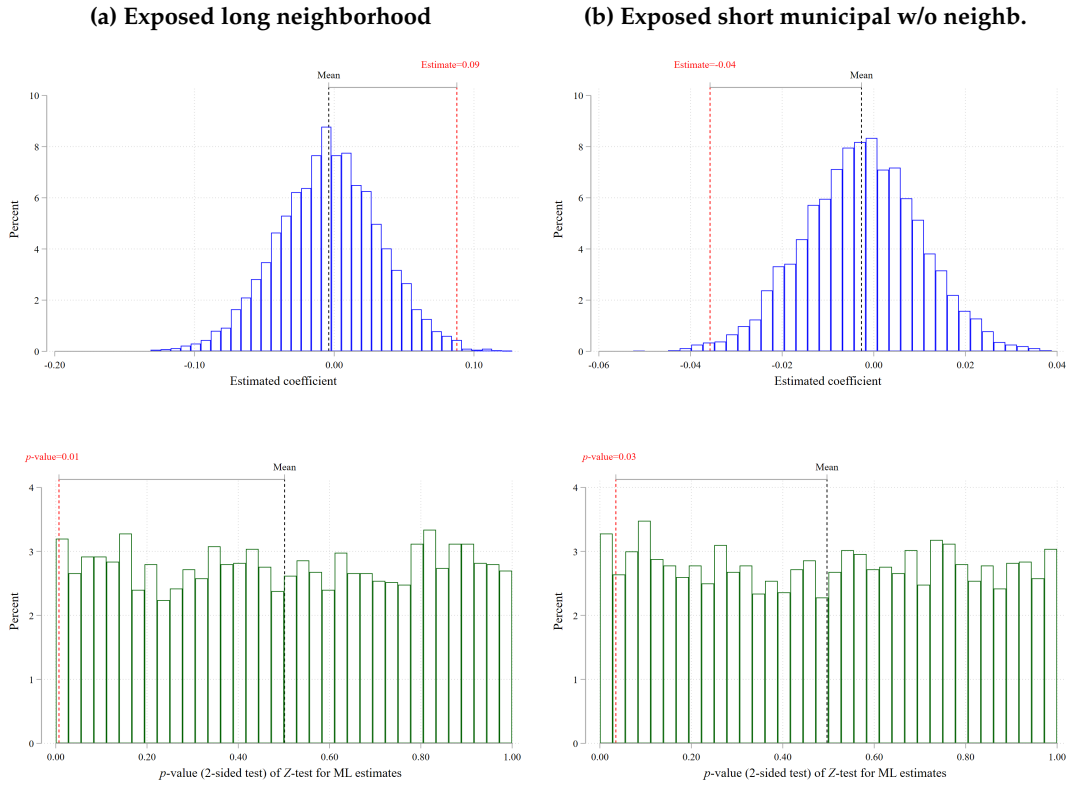 (a) Exposed long neighborhood
Estimate=0.09
Mean
10
8
6
4
2
0
Percent
-0.20
-0.10
0.00
0.10
Estimated coefficient
(b) Exposed short municipal w/o neighb.
Estimate=-0.04
Mean
10
8
6
4
2
0
Percent
-0.06
-0.04
-0.02
0.00
0.02
0.04
Estimated coefficient
p-value=0.01
Mean
4
3
2
1
0
Percent
0.00
0.20
0.40
0.60
0.80
1.00
p-value (2-sided test) of Z-test for ML estimates
p-value=0.03
Mean
4
3
2
1
0
Percent
0.00
0.20
0.40
0.60
0.80
1.00
p-value (2-sided test) of Z-test for ML estimates